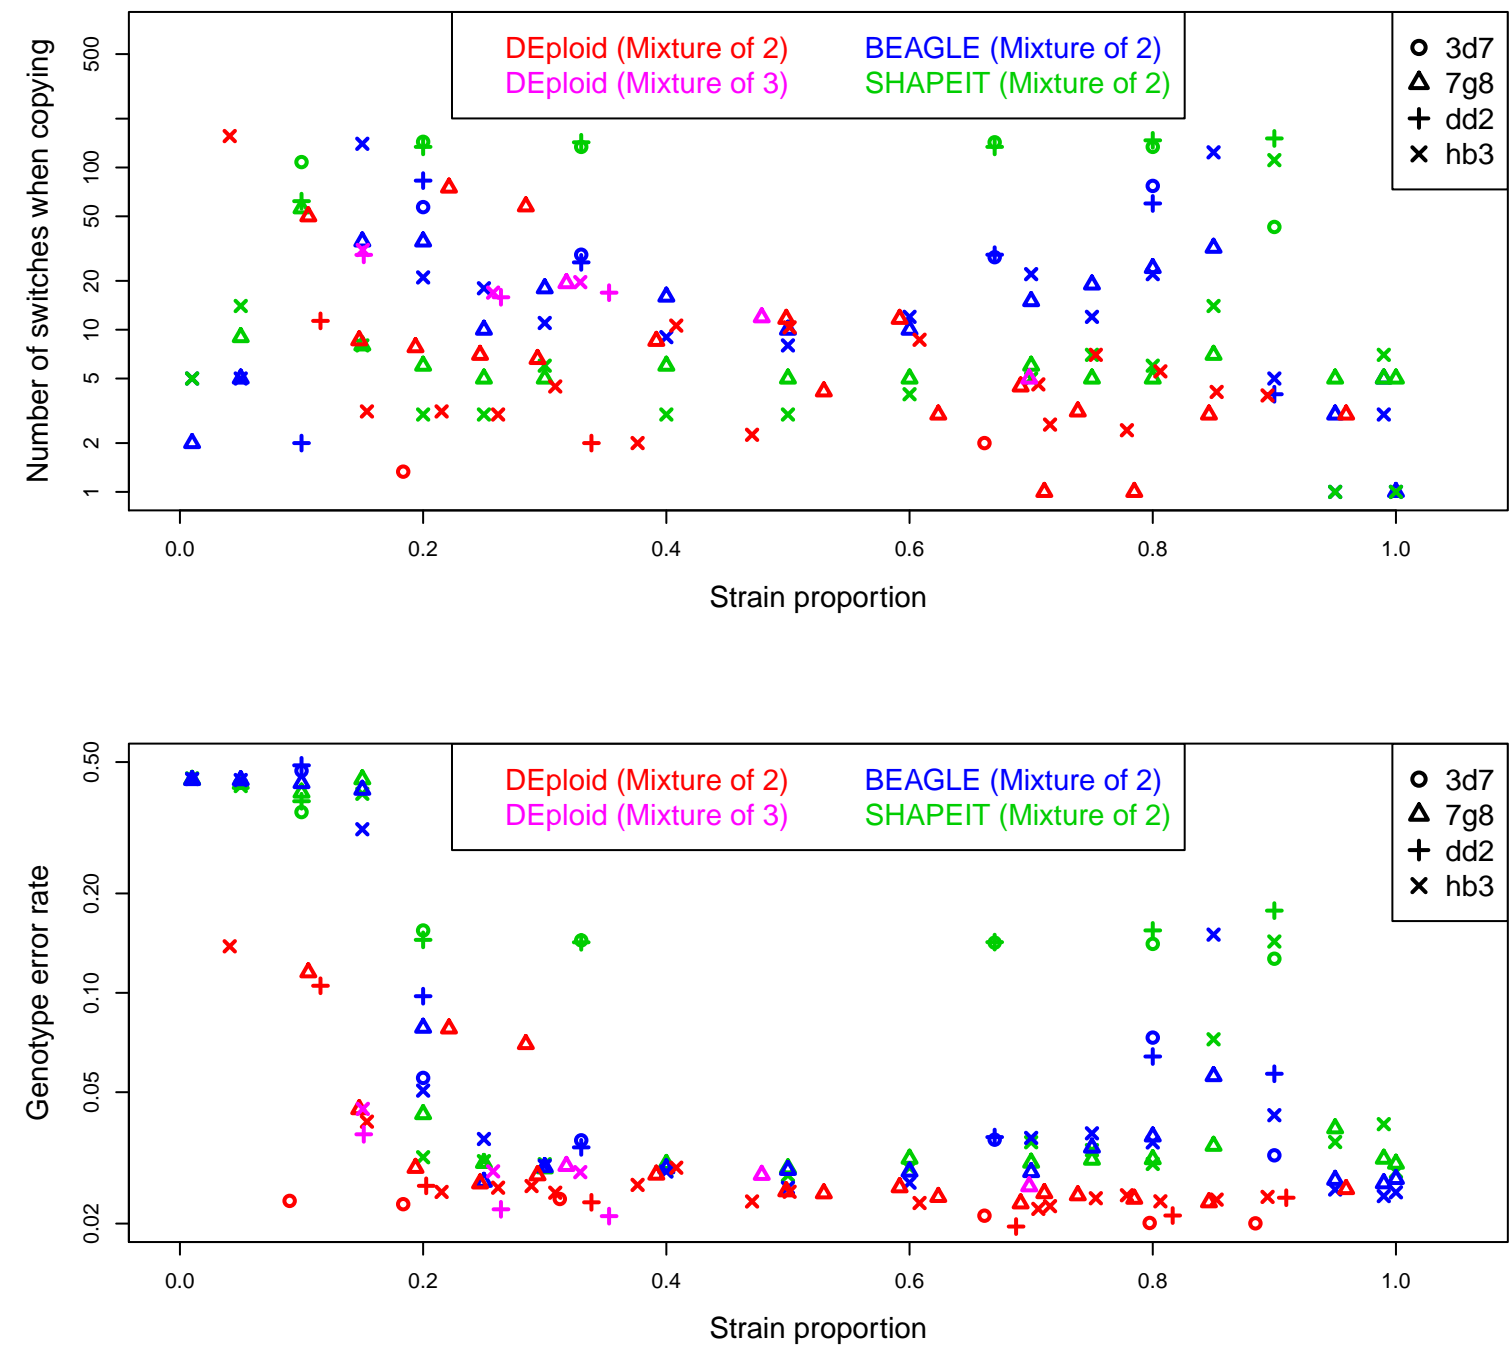 DEploid (Mixture of 2) BEAGLE (Mixture of 2)
DEploid (Mixture of 3) SHAPEIT (Mixture of 2)
3d7
7g8
dd2
hb3
Number of switches when copying
500
100
50
20
10
5
2
1
0.0 0.2 0.4 0.6 0.8 1.0
Strain proportion
DEploid (Mixture of 2) BEAGLE (Mixture of 2)
DEploid (Mixture of 3) SHAPEIT (Mixture of 2)
3d7
7g8
dd2
hb3
Genotype error rate
0.50
0.20
0.10
0.05
0.02
0.0 0.2 0.4 0.6 0.8 1.0
Strain proportion